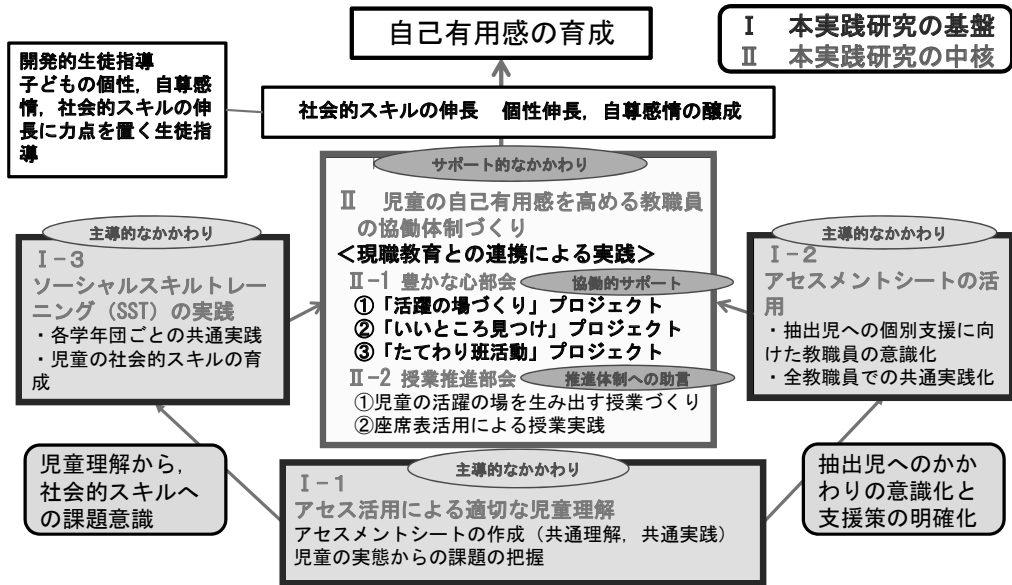 自己有用感の育成
Ⅰ 本実践研究の基盤
Ⅱ 本実践研究の中核
開発的生徒指導
子どもの個性，自尊感
情，社会的スキルの伸
長に力点を置く生徒指
導
社会的スキルの伸長 個性伸長，自尊感情の醸成
サポート的なかかわり
Ⅱ 児童の自己有用感を高める教職員
の協働体制づくり
＜現職教育との連携による実践＞
Ⅱ-1 豊かな心部会
協働的サポート
①「活躍の場づくり」プロジェクト
②「いいところ見つけ」プロジェクト
③「たてわり班活動」プロジェクト
Ⅱ-2 授業推進部会
推進体制への助言
①児童の活躍の場を生み出す授業づくり
②座席表活用による授業実践
主導的なかかわり
Ⅰ-3
ソーシャルスキルトレー
ニング（SST）の実践
・各学年団ごとの共通実践
・児童の社会的スキルの育
成
主導的なかかわり
Ⅰ-2
アセスメントシートの活
用
・抽出児への個別支援に向
けた教職員の意識化
・全教職員での共通実践化
児童理解から，
社会的スキルへ
の課題意識
主導的なかかわり
Ⅰ-1
アセス活用による適切な児童理解
アセスメントシートの作成（共通理解，共通実践）
児童の実態からの課題の把握
抽出児へのかか
わりの意識化と
支援策の明確化